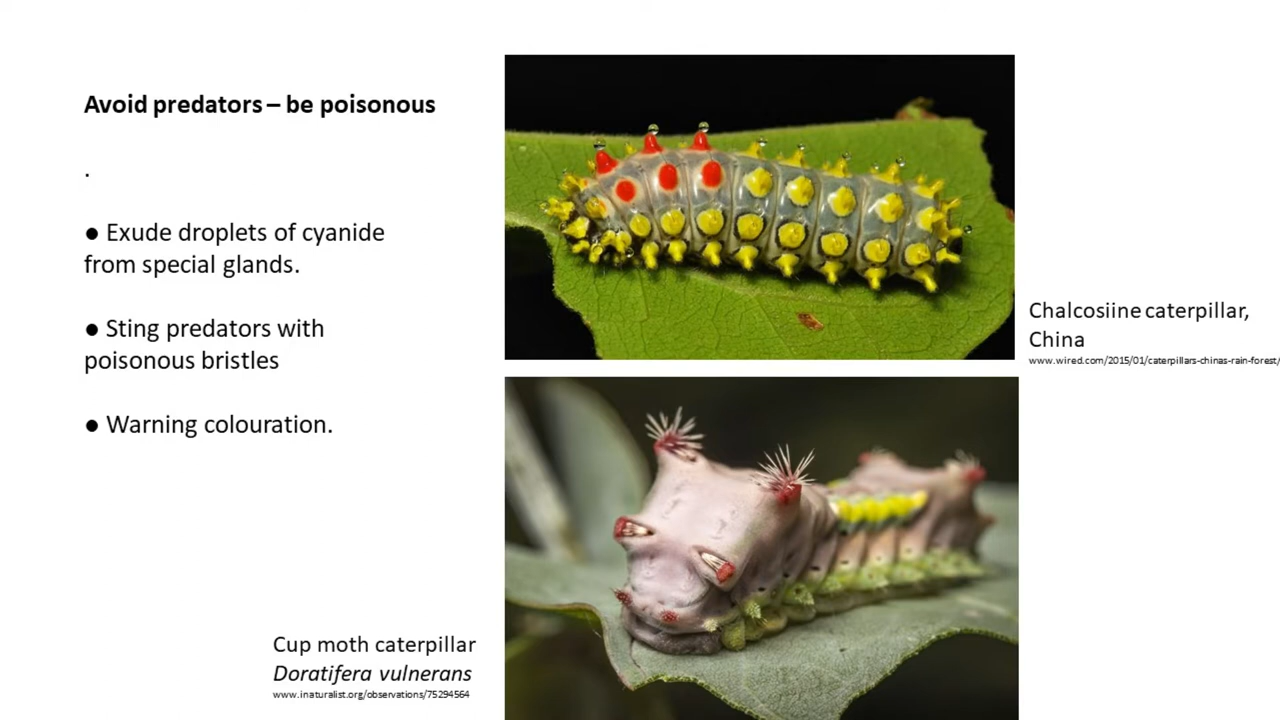 Avoid predators – be poisonous
.
● Exude droplets of cyanide
from special glands.
● Sting predators with
poisonous bristles
● Warning colouration.
Chalcosiine caterpillar,
China
www.wired.com/2015/01/caterpillars-chinas-rain-forest/
Cup moth caterpillar
Doratifera vulnerans
www.inaturalist.org/observations/75294564